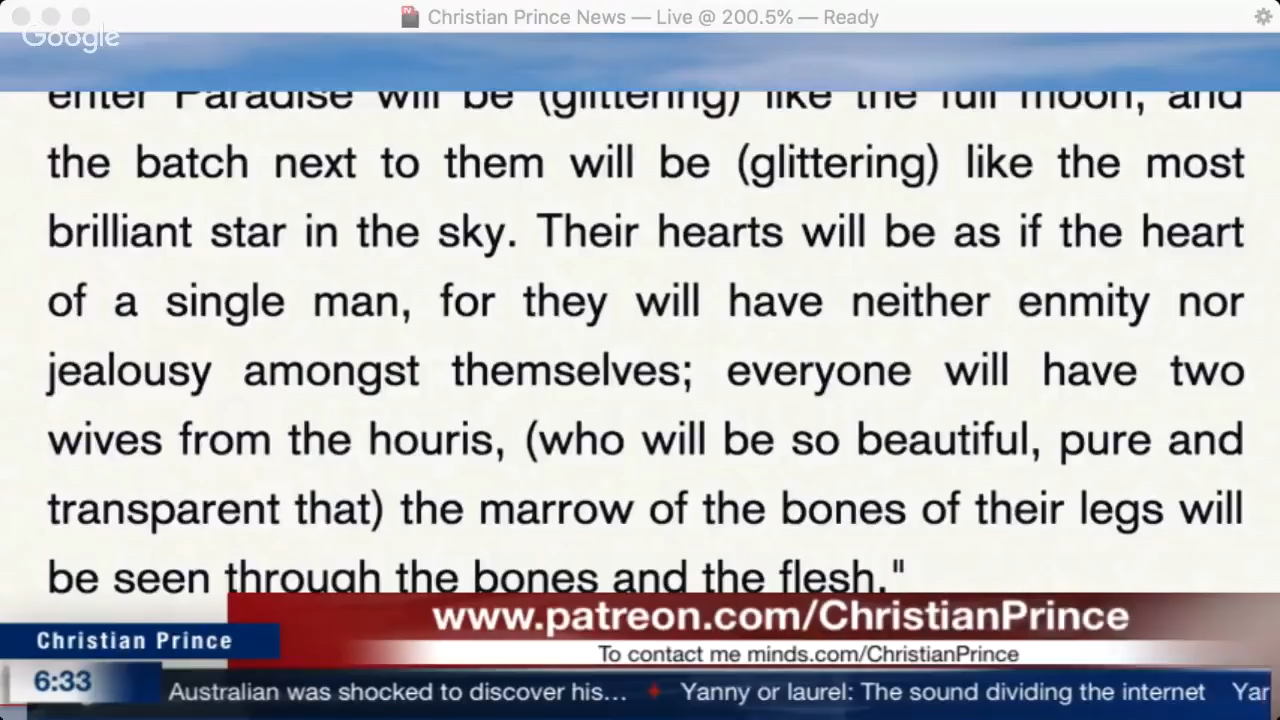 Christian Prince News — Live @ 200.5% — Ready
Google
enter Paradise will be (glittering) like the full moon, and
the batch next to them will be (glittering) like the most
brilliant star in the sky. Their hearts will be as if the heart
of a single man, for they will have neither enmity nor
jealousy amongst themselves; everyone will have two
wives from the houris, (who will be so beautiful, pure and
transparent that) the marrow of the bones of their legs will
be seen through the bones and the flesh."
www.patreon.com/ChristianPrince
Christian Prince
To contact me minds.com/ChristianPrince
6:33
Australian was shocked to discover his... Yanny or laurel: The sound dividing the internet Yar